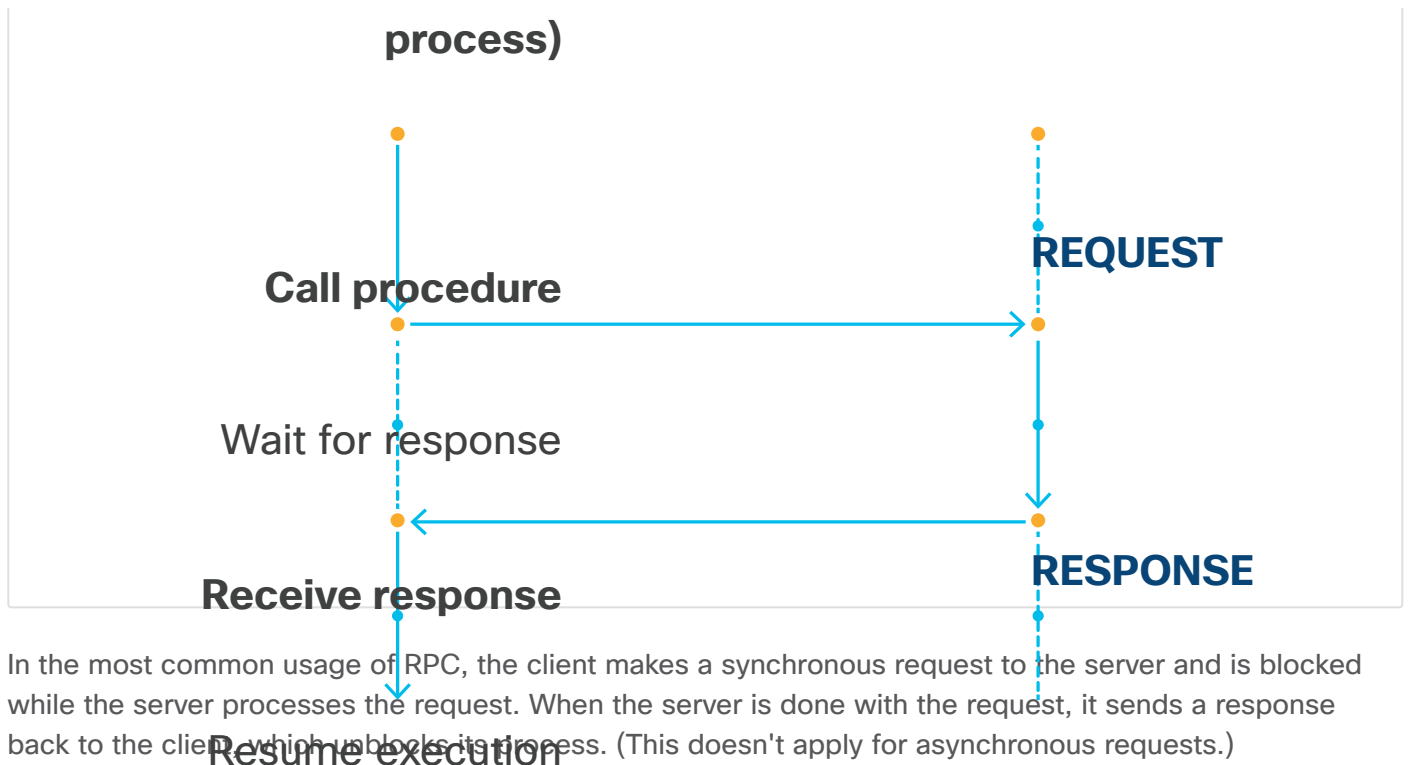 process)
REQUEST
Call procedure
Wait for response
RESPONSE
Receive response
In the most common usage of RPC, the client makes a synchronous request to the server and is blocked
while the server processes the request. When the server is done with the request, it sends a response
back to the client, which unblocks its process. (This doesn't apply for asynchronous requests.)
Resume execution